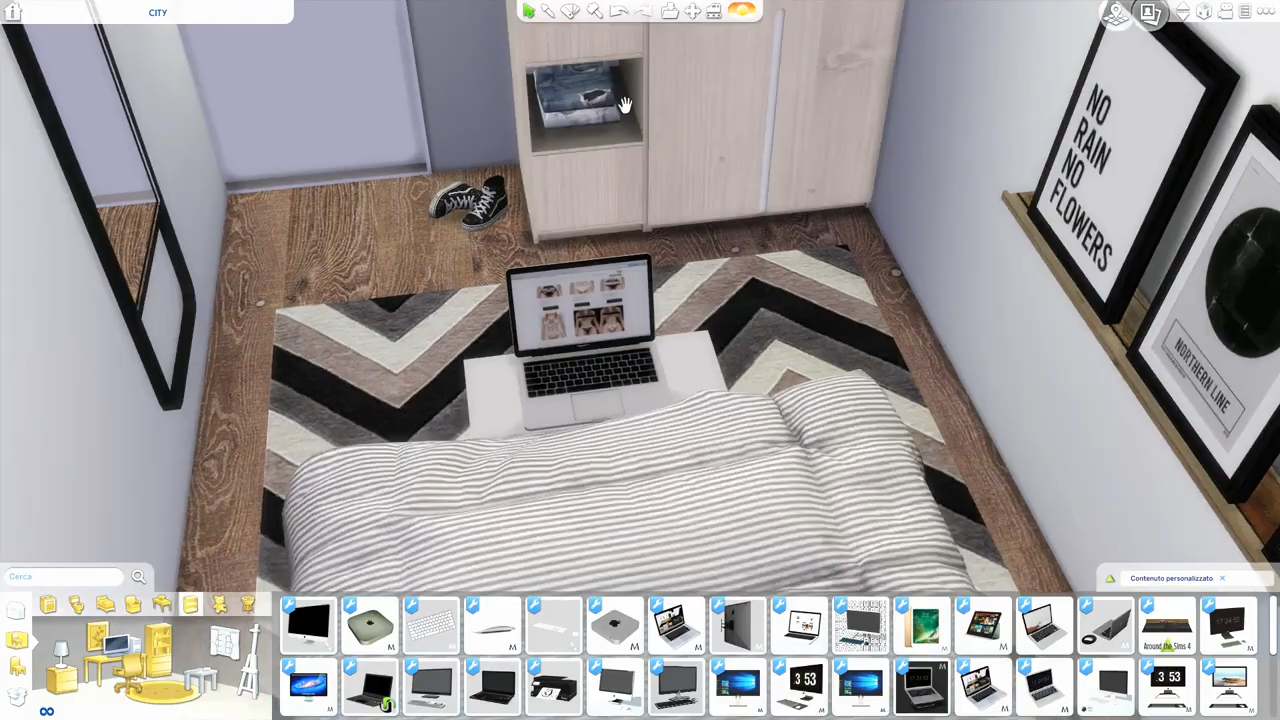 CITY
NO
RAIN
NO
FLOWERS
NORTHERN LINE
Cerca
Contenuto personalizzato
Around the Sims 4
3 53
3 53